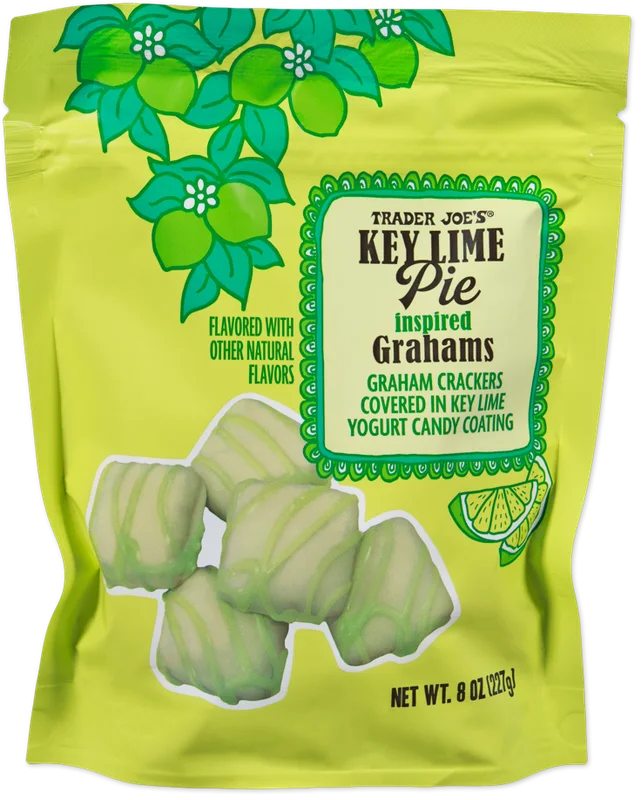 TRADER JOE'S®
KEY LIME
Pie
inspired
Grahams
GRAHAM CRACKERS
COVERED IN KEY LIME
YOGURT CANDY COATING
FLAVORED WITH
OTHER NATURAL
FLAVORS
NET WT. 8 OZ (227g)